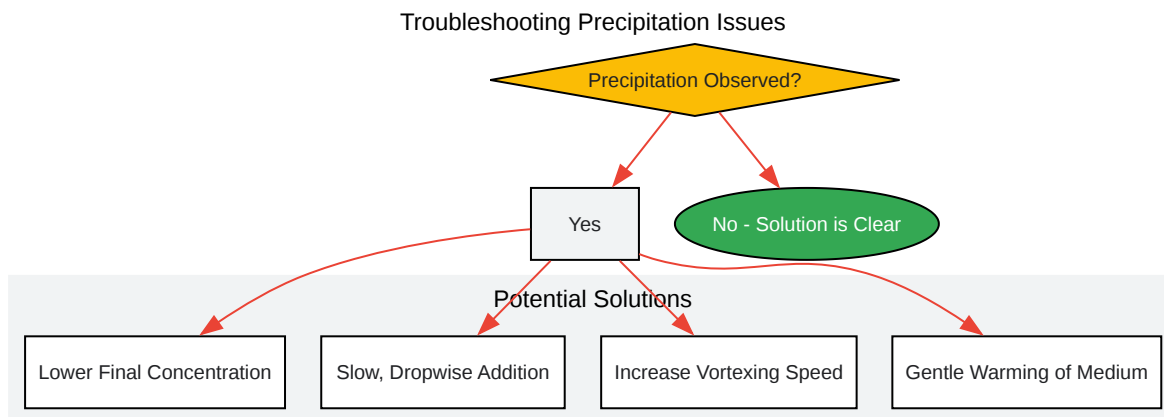 Troubleshooting Precipitation Issues
Precipitation Observed?
Yes
No - Solution is Clear
Potential Solutions
Lower Final Concentration
Slow, Dropwise Addition
Increase Vortexing Speed
Gentle Warming of Medium